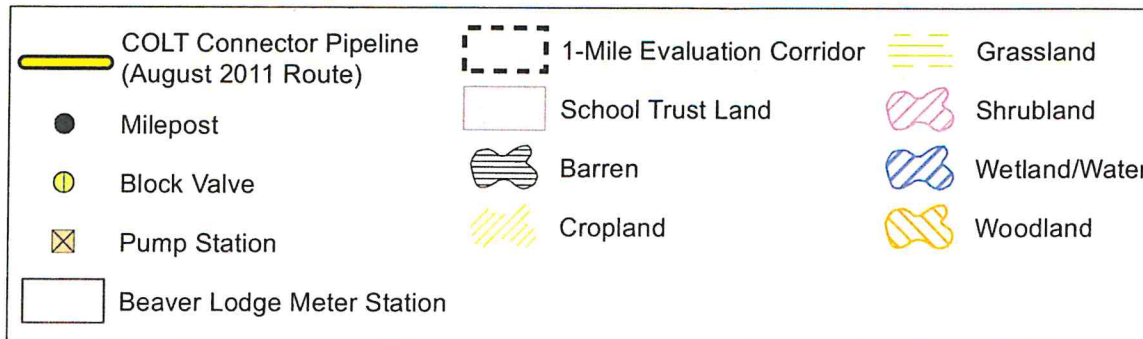 COLT Connector Pipeline
(August 2011 Route)
Milepost
Block Valve
Pump Station
Beaver Lodge Meter Station
1-Mile Evaluation Corridor
School Trust Land
Barren
Cropland
Grassland
Shrubland
Wetland/Water
Woodland